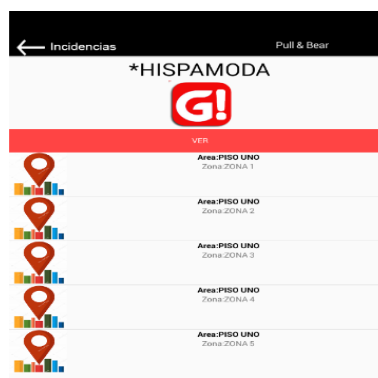 Incidencias Pull & Bear
*HISPAMODA
G!
VER
Area:PISO UNO
Zona:ZONA 1
Area:PISO UNO
Zona:ZONA 2
Area:PISO UNO
Zona:ZONA 3
Area:PISO UNO
Zona:ZONA 4
Area:PISO UNO
Zona:ZONA 5